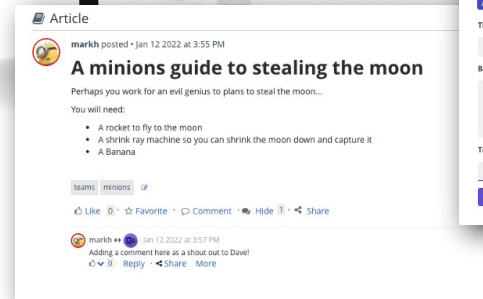 Article
markh posted • Jan 12 2022 at 3:55 PM
A minions guide to stealing the moon
Perhaps you work for an evil genius to plans to steal the moon...
You will need:
• A rocket to fly to the moon
• A shrink ray machine so you can shrink the moon down and capture it
• A Banana
teams minions
Like 0 · Favorite · Comment · Hide 1 · Share
markh · Jan 12 2022 at 3:57 PM
Adding a comment here as a shout out to Dave!
0 · Reply · Share More